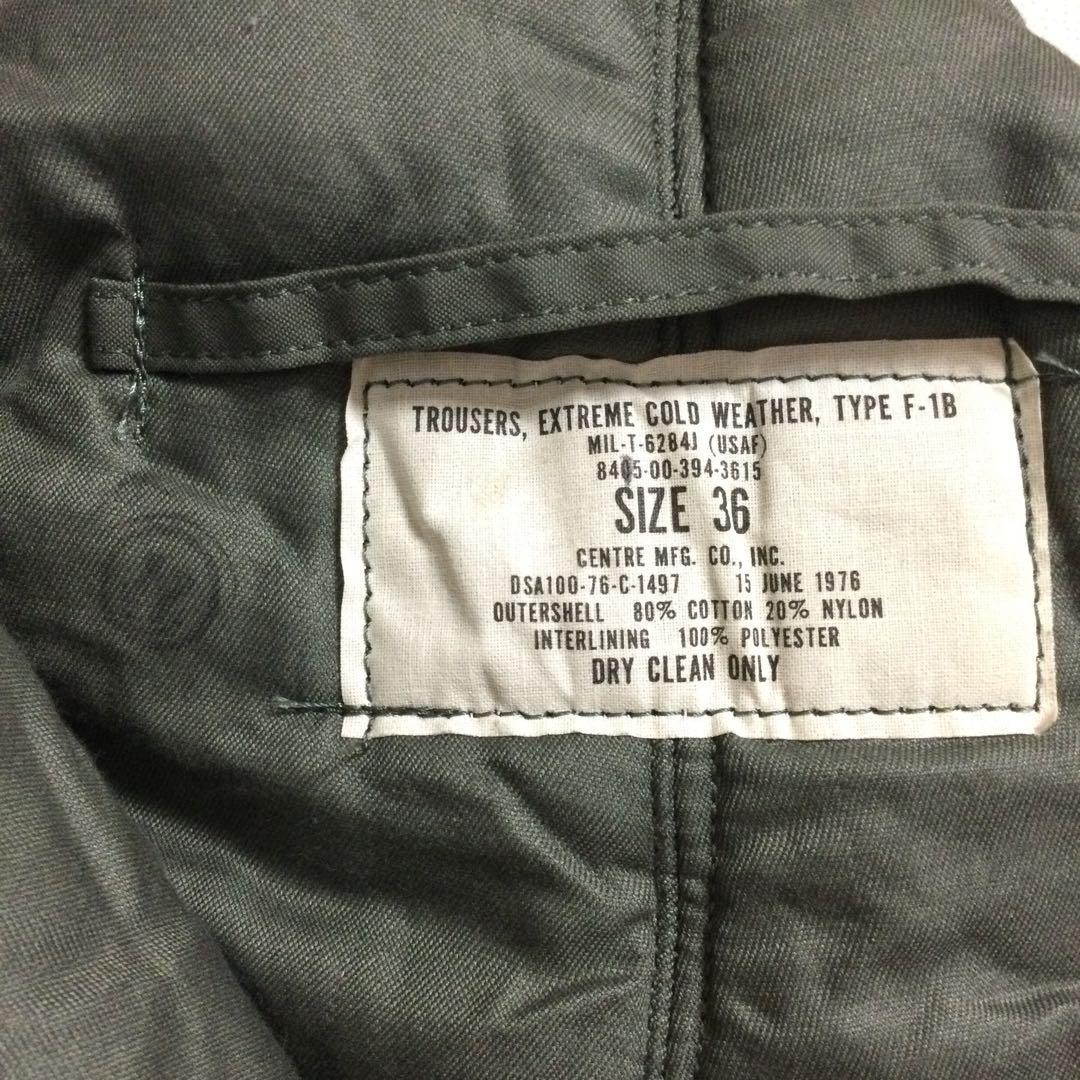 TROUSERS, EXTREME COLD WEATHER, TYPE F-1B
MIL-T-6284J (USAF)
8405-00-394-3615
SIZE 36
CENTRE MFG. CO., INC.
DSA100-76-C-1497 15 JUNE 1976
OUTERSHELL 80% COTTON 20% NYLON
INTERLINING 100% POLYESTER
DRY CLEAN ONLY